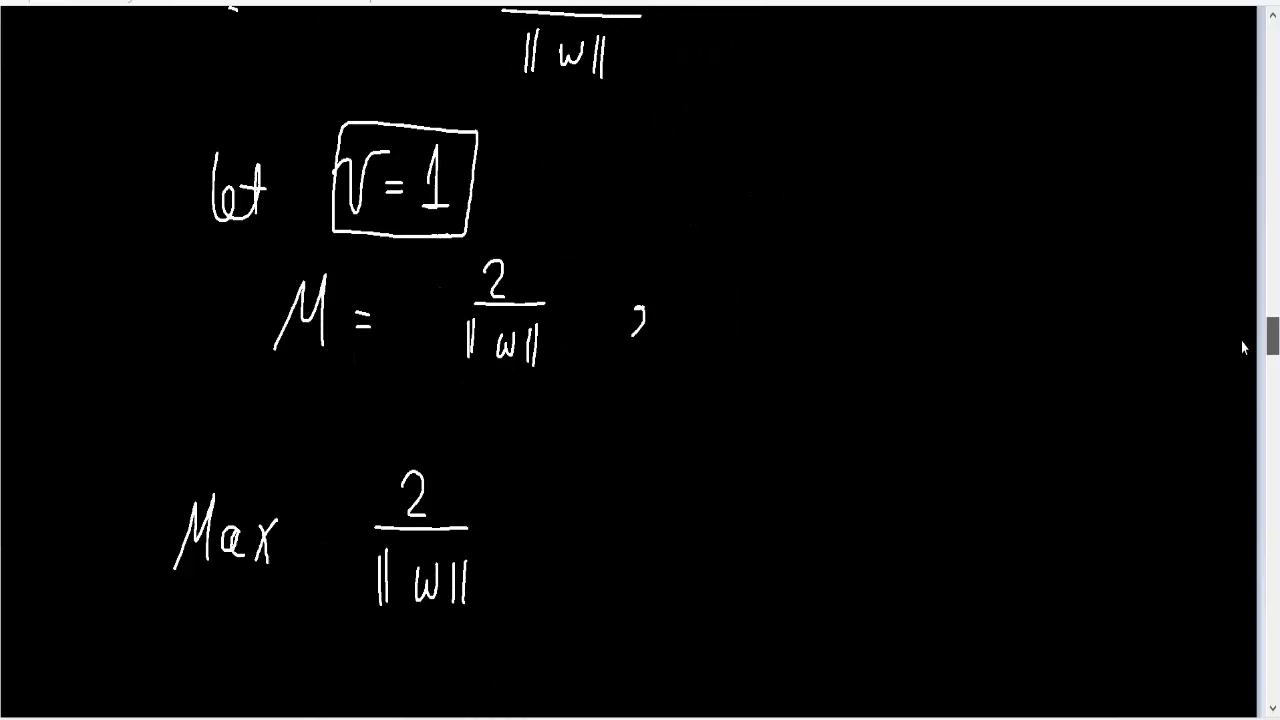 ‖ w ‖
let r = 1
M = 2 / ‖ w ‖ ,
Max 2 / ‖ w ‖